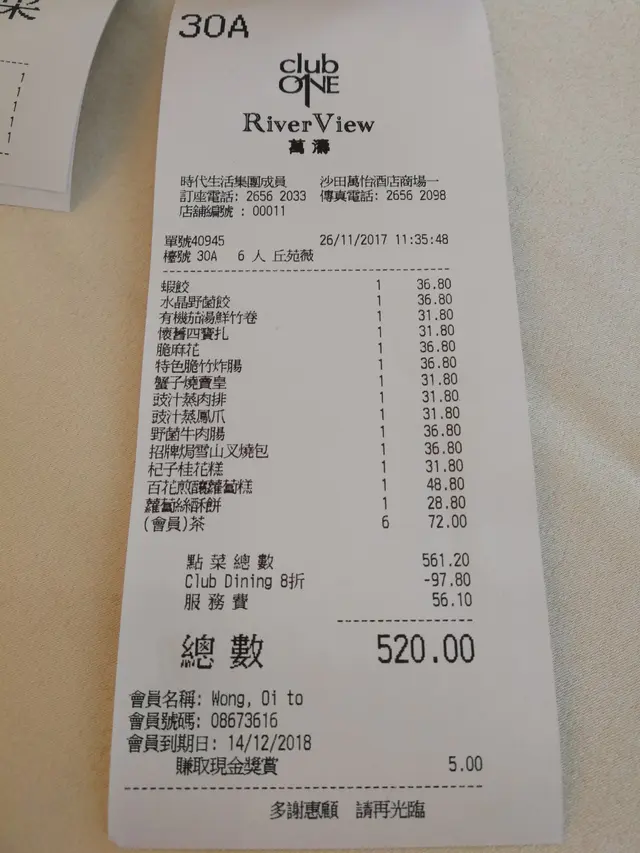 30A
club
ONE
RiverView
萬濤
時代生活集團成員 沙田萬怡酒店商場一
訂座電話: 2656 2033 傳真電話: 2656 2098
店舖編號 : 00011
單號40945 26/11/2017 11:35:48
檯號 30A 6 人 丘苑薇
蝦餃 1 36.80
水晶野菌餃 1 36.80
有機茄湯鮮竹卷 1 31.80
懷舊四寶扎 1 31.80
脆麻花 1 36.80
特色脆竹炸腸 1 36.80
蟹子燒賣皇 1 31.80
豉汁蒸肉排 1 31.80
豉汁蒸鳳爪 1 31.80
野菌牛肉腸 1 36.80
招牌焗雪山叉燒包 1 36.80
杞子桂花糕 1 31.80
百花煎釀蘿蔔糕 1 48.80
蘿蔔絲酥餅 1 28.80
(會員)茶 6 72.00
點菜總數 561.20
Club Dining 8折 -97.80
服務費 56.10
總數 520.00
會員名稱: Wong, Oi to
會員號碼: 08673616
會員到期日: 14/12/2018
賺取現金獎賞 5.00
多謝惠顧 請再光臨
1
1
1
1
1